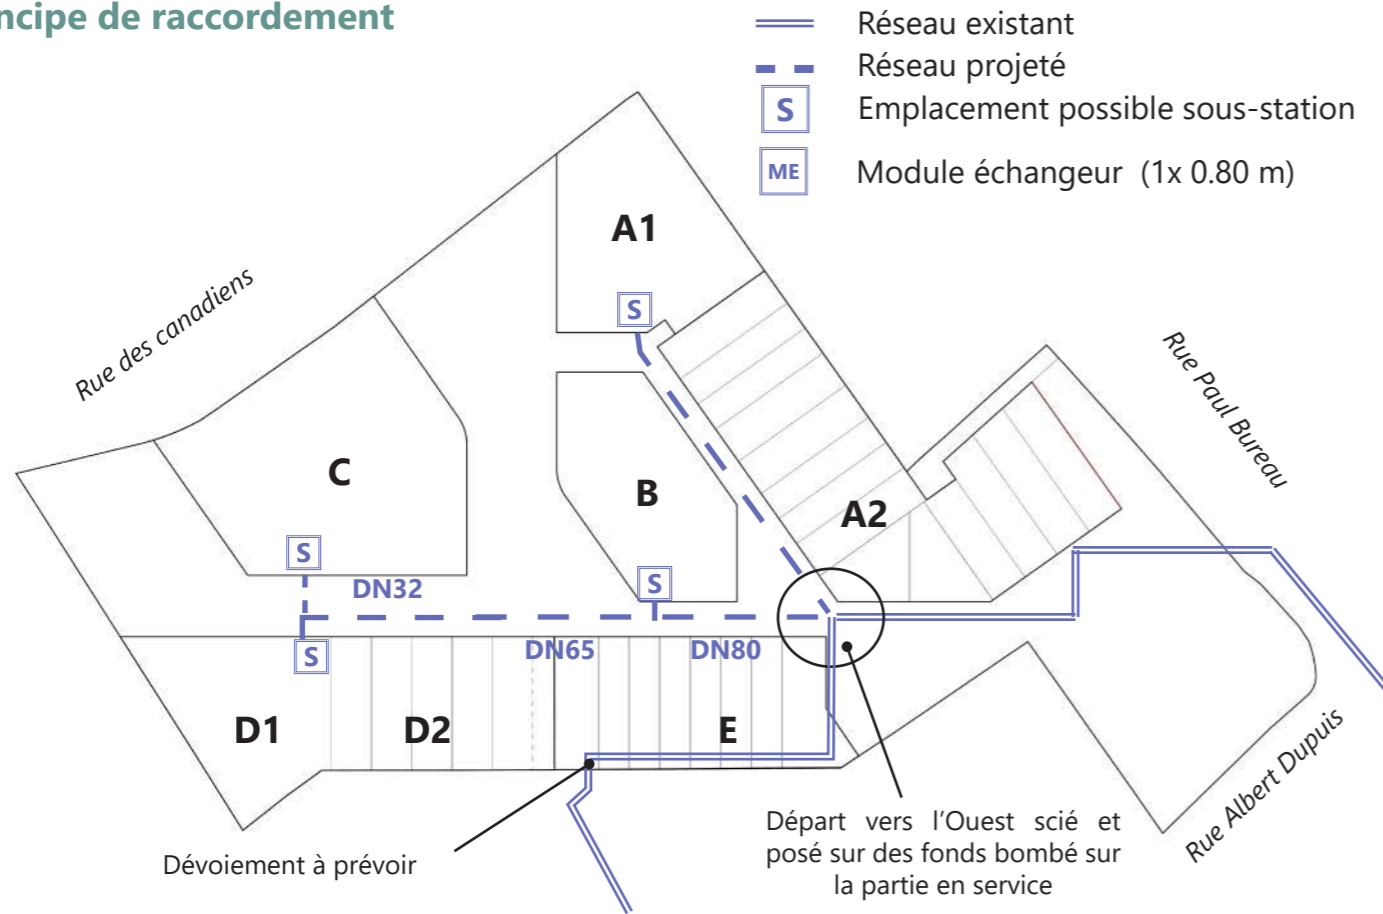 ncipe de raccordement
Réseau existant
Réseau projeté
S Emplacement possible sous-station
ME Module échangeur (1x 0.80 m)
A1
S
Rue des canadiens
Rue Paul Bureau
C
B
A2
S
S
DN32
S
DN65
DN80
D1
D2
E
Rue Albert Dupuis
Dévoiement à prévoir
Départ vers l'Ouest scié et
posé sur des fonds bombé sur
la partie en service